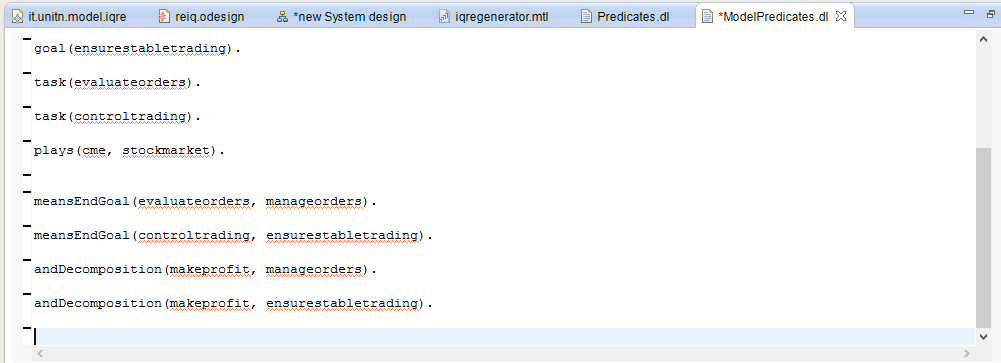 it.unitn.model.iqre reiq.odesign *new System design iqregenerator.mtl Predicates.dl *ModelPredicates.dl
goal(ensurestabletrading).
task(evaluateorders).
task(controltrading).
plays(cme, stockmarket).
meansEndGoal(evaluateorders, manageorders).
meansEndGoal(controltrading, ensurestabletrading).
andDecomposition(makeprofit, manageorders).
andDecomposition(makeprofit, ensurestabletrading).